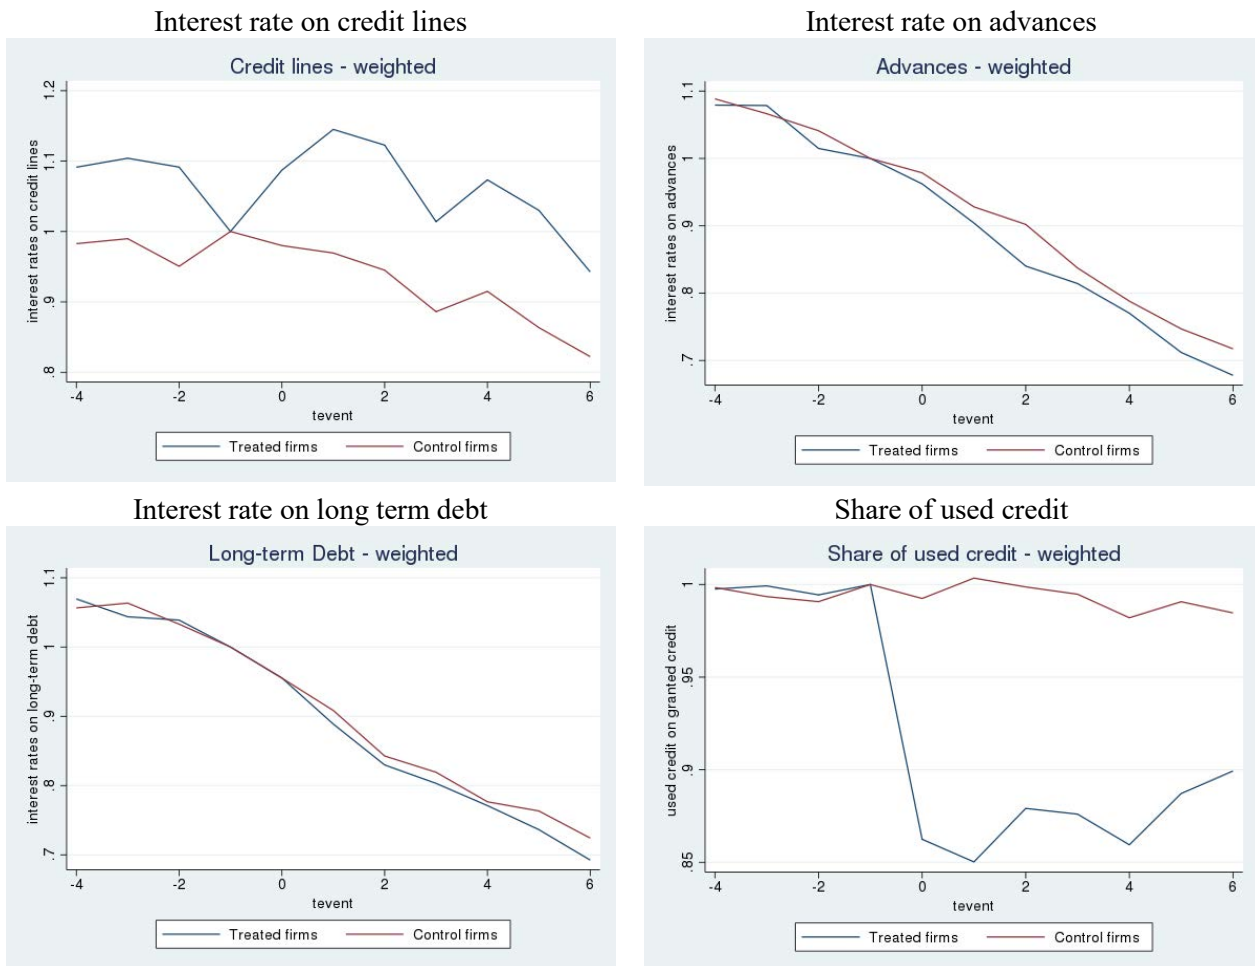 Interest rate on credit lines
Credit lines - weighted
interest rates on credit lines
1.2
1.1
1
.9
.8
-4 -2 0 2 4 6
tevent
Treated firms Control firms
Interest rate on advances
Advances - weighted
interest rates on advances
1.1
1
.9
.8
.7
-4 -2 0 2 4 6
tevent
Treated firms Control firms
Interest rate on long term debt
Long-term Debt - weighted
interest rates on long-term debt
1.1
1
.9
.8
.7
-4 -2 0 2 4 6
tevent
Treated firms Control firms
Share of used credit
Share of used credit - weighted
used credit on granted credit
1
.95
.9
.85
-4 -2 0 2 4 6
tevent
Treated firms Control firms